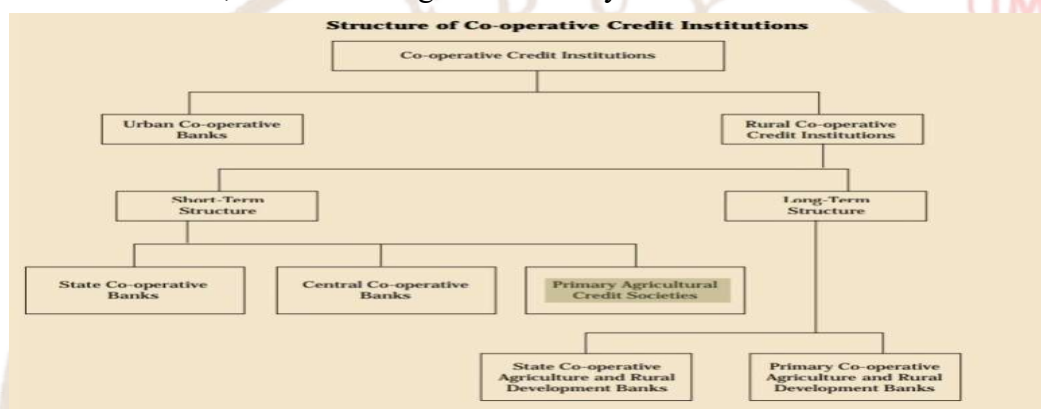 Structure of Co-operative Credit Institutions
Co-operative Credit Institutions
Urban Co-operative
Banks
Rural Co-operative
Credit Institutions
Short-Term
Structure
Long-Term
Structure
State Co-operative
Banks
Central Co-operative
Banks
Primary Agricultural
Credit Societies
State Co-operative
Agriculture and Rural
Development Banks
Primary Co-operative
Agriculture and Rural
Development Banks